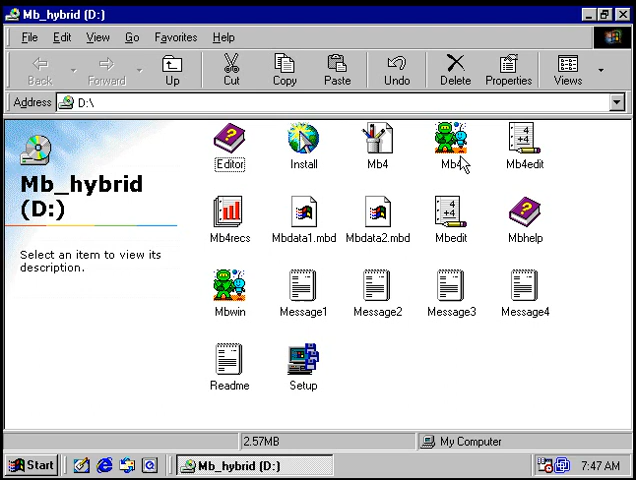 Mb_hybrid (D:)
File Edit View Go Favorites Help
Back Forward Up Cut Copy Paste Undo Delete Properties Views
Address D:\
Mb_hybrid
(D:)
Select an item to view its
description.
Editor Install Mb4 Mb4 Mb4edit
Mb4recs Mbdata1.mbd Mbdata2.mbd Mbedit Mbhelp
Mbwin Message1 Message2 Message3 Message4
Readme Setup
2.57MB My Computer
Start Mb_hybrid (D:) 7:47 AM